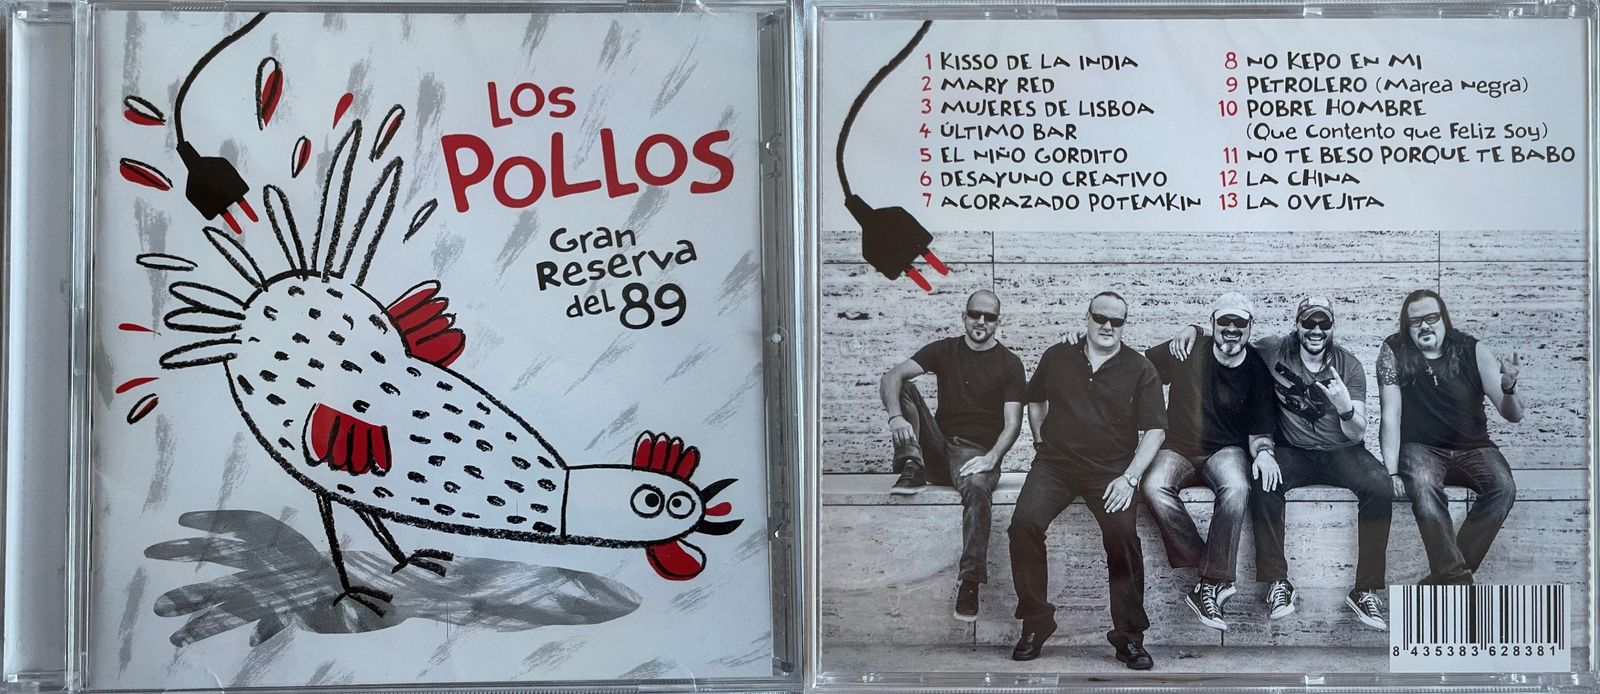 LOS
POLLOS
Gran
Reserva
del 89
1 KISSO DE LA INDIA
2 MARY RED
3 MUJERES DE LISBOA
4 ÚLTIMO BAR
5 EL NIÑO GORDITO
6 DESAYUNO CREATIVO
7 ACORAZADO POTEMKIN
8 NO KEPO EN MI
9 PETROLERO (Marea Negra)
10 POBRE HOMBRE
(Que Contento que Feliz Soy)
11 NO TE BESO PORQUE TE BABO
12 LA CHINA
13 LA OVEJITA
8 435383 628381